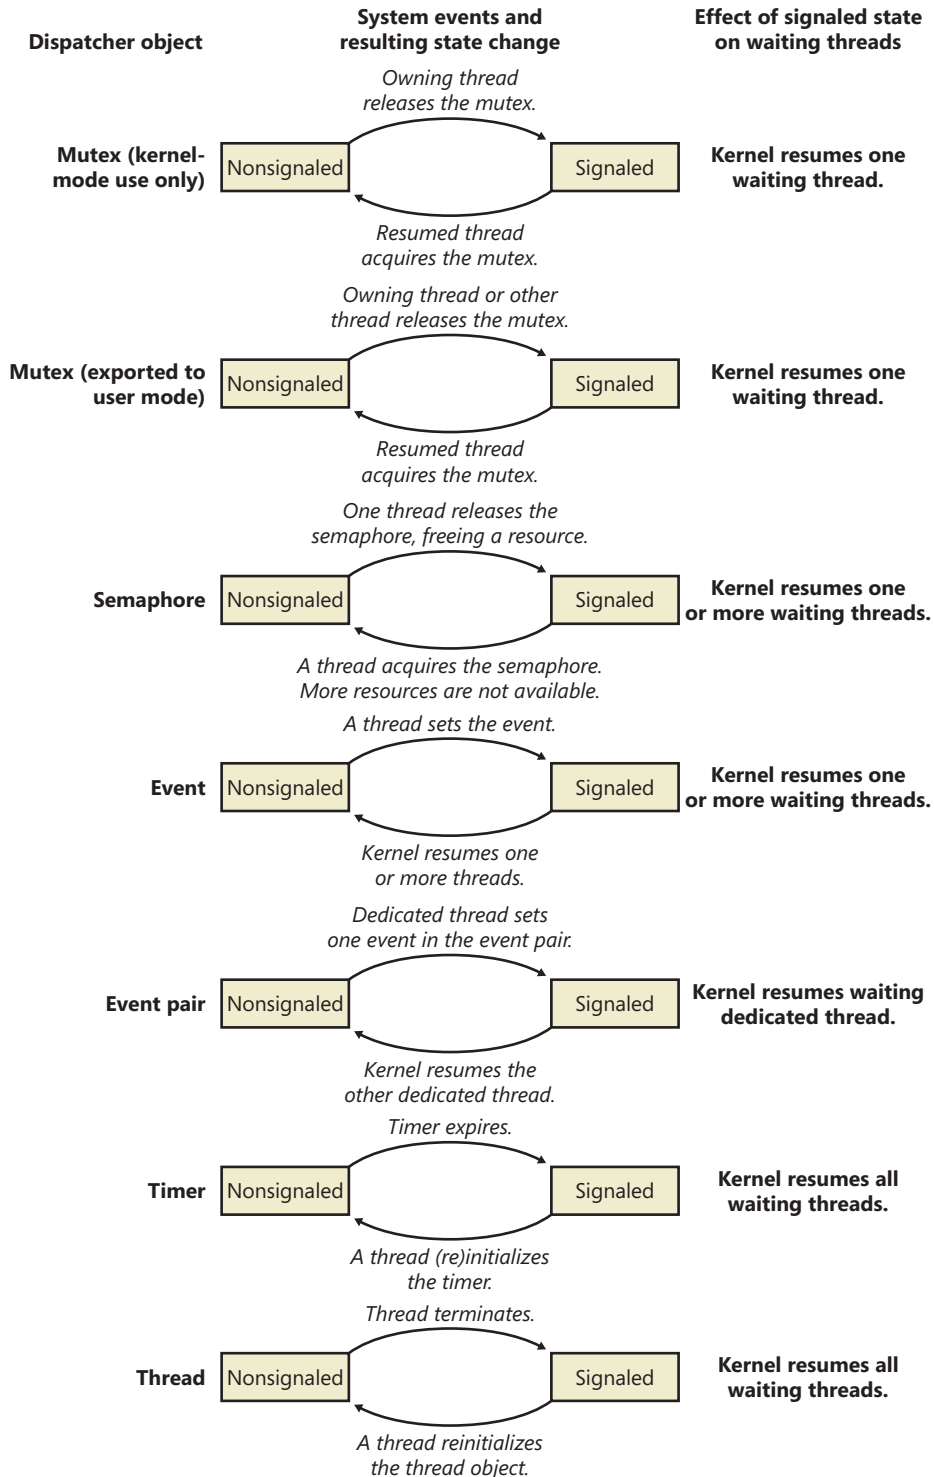 Dispatcher object
System events and
resulting state change
Effect of signaled state
on waiting threads
Owning thread
releases the mutex.
Mutex (kernel-
mode use only)
Nonsignaled
Signaled
Kernel resumes one
waiting thread.
Resumed thread
acquires the mutex.
Owning thread or other
thread releases the mutex.
Mutex (exported to
user mode)
Nonsignaled
Signaled
Kernel resumes one
waiting thread.
Resumed thread
acquires the mutex.
One thread releases the
semaphore, freeing a resource.
Semaphore
Nonsignaled
Signaled
Kernel resumes one
or more waiting threads.
A thread acquires the semaphore.
More resources are not available.
A thread sets the event.
Event
Nonsignaled
Signaled
Kernel resumes one
or more waiting threads.
Kernel resumes one
or more threads.
Dedicated thread sets
one event in the event pair.
Event pair
Nonsignaled
Signaled
Kernel resumes waiting
dedicated thread.
Kernel resumes the
other dedicated thread.
Timer expires.
Timer
Nonsignaled
Signaled
Kernel resumes all
waiting threads.
A thread (re)initializes
the timer.
Thread terminates.
Thread
Nonsignaled
Signaled
Kernel resumes all
waiting threads.
A thread reinitializes
the thread object.